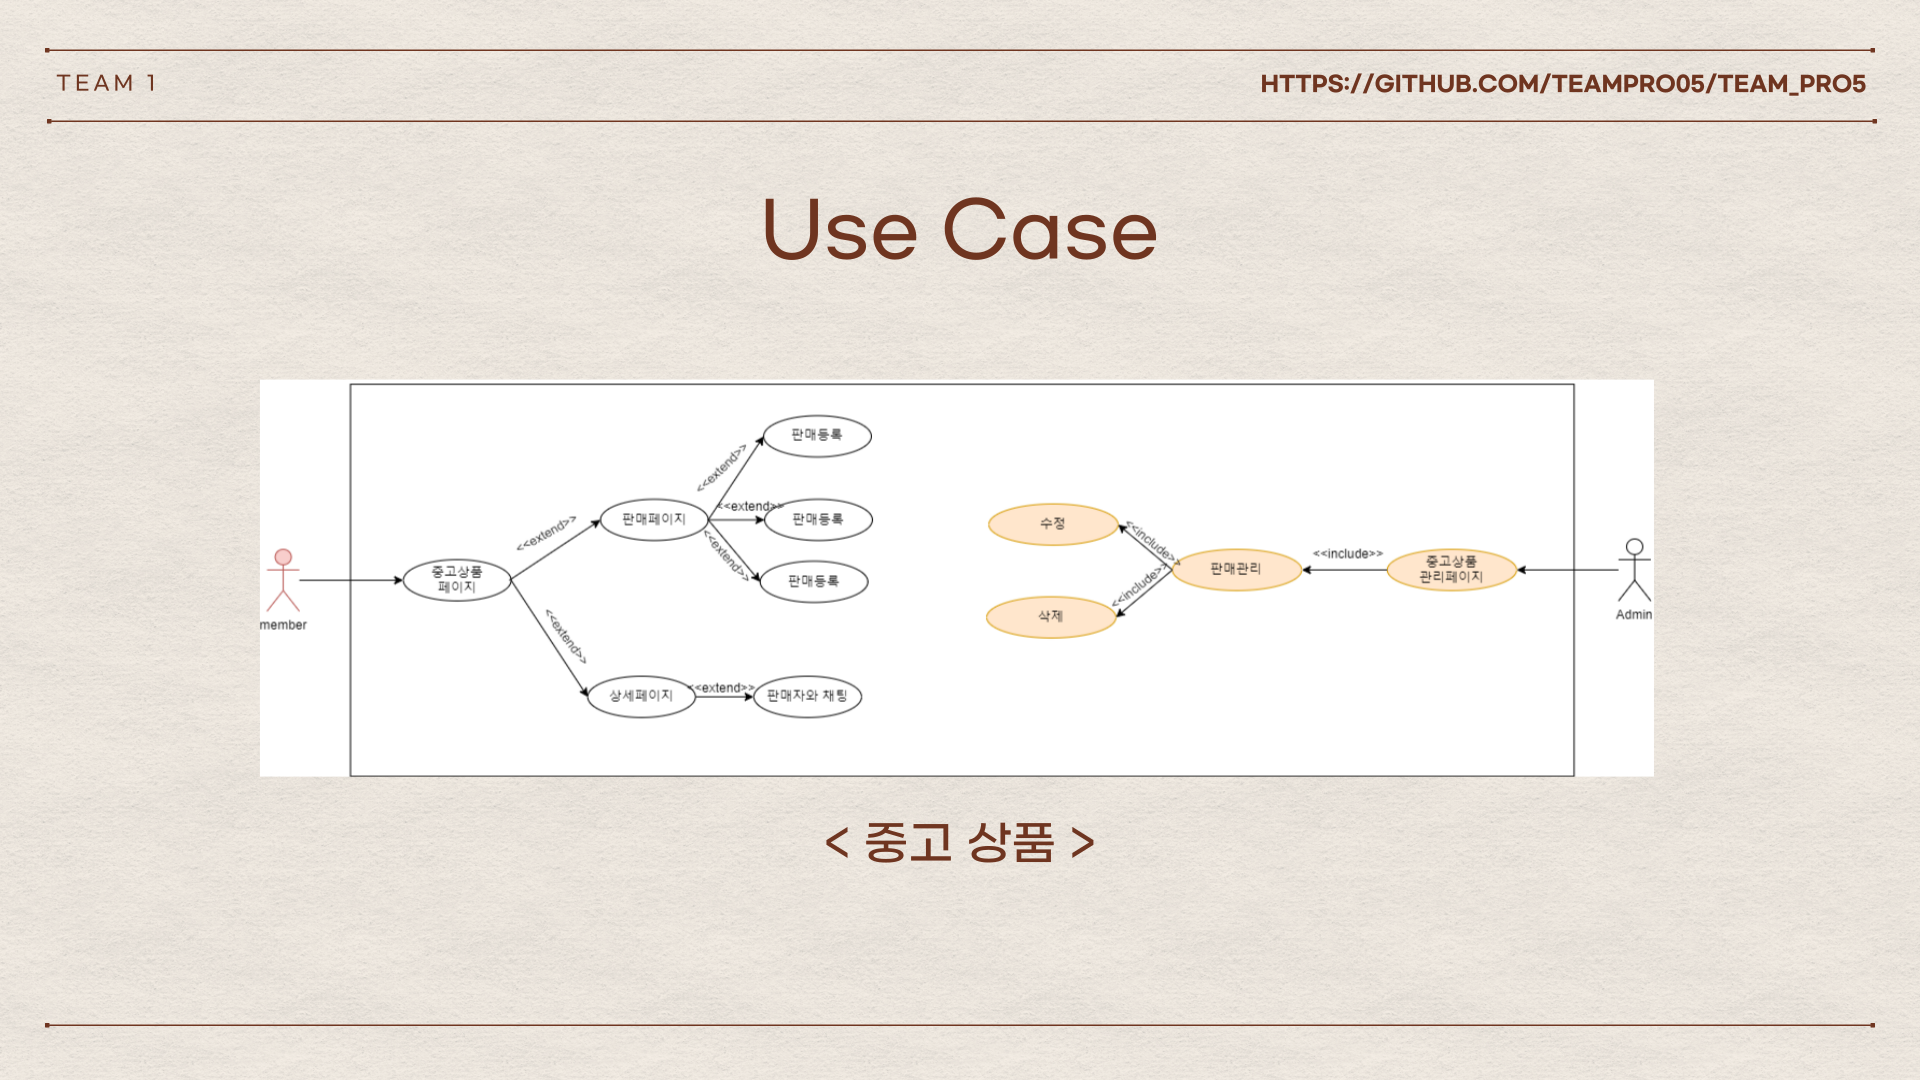 TEAM 1
HTTPS://GITHUB.COM/TEAMPRO05/TEAM_PRO5
Use Case
판매등록
<<extend>>
<<extend>>
판매페이지
판매등록
<<extend>>
<<extend>>
판매등록
중고상품
페이지
member
<<extend>>
상세페이지
<<extend>>
판매자와 채팅
수정
<<include>>
판매관리
<<include>>
중고상품
관리페이지
<<include>>
삭제
Admin
< 중고 상품 >